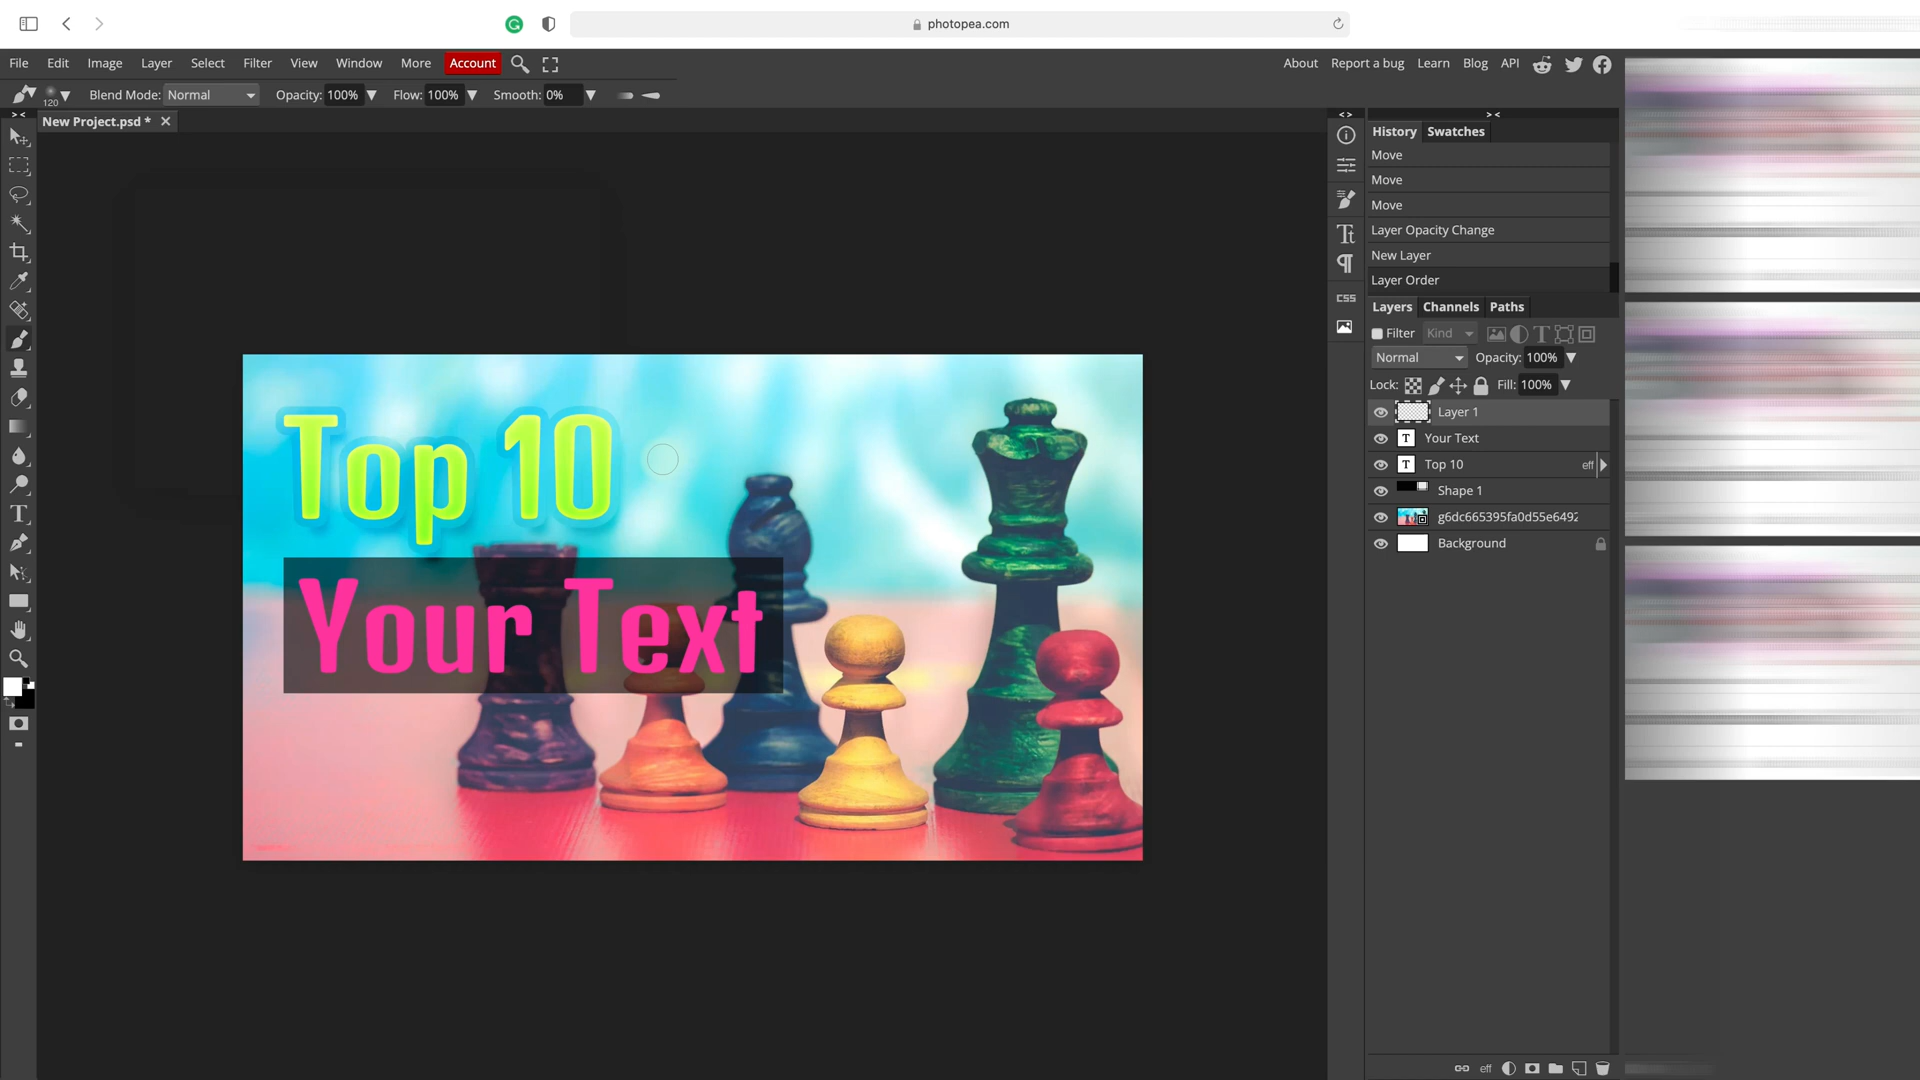 photopea.com
File Edit Image Layer Select Filter View Window More Account
About Report a bug Learn Blog API
120 Blend Mode: Normal Opacity: 100% Flow: 100% Smooth: 0%
New Project.psd *
History Swatches
Move
Move
Move
Layer Opacity Change
New Layer
Layer Order
CSS
Layers Channels Paths
Filter Kind
Normal Opacity: 100%
Lock: Fill: 100%
Layer 1
T Your Text
T Top 10 eff
Shape 1
g6dc665395fa0d55e6492
Background
Top 10
Your Text
eff